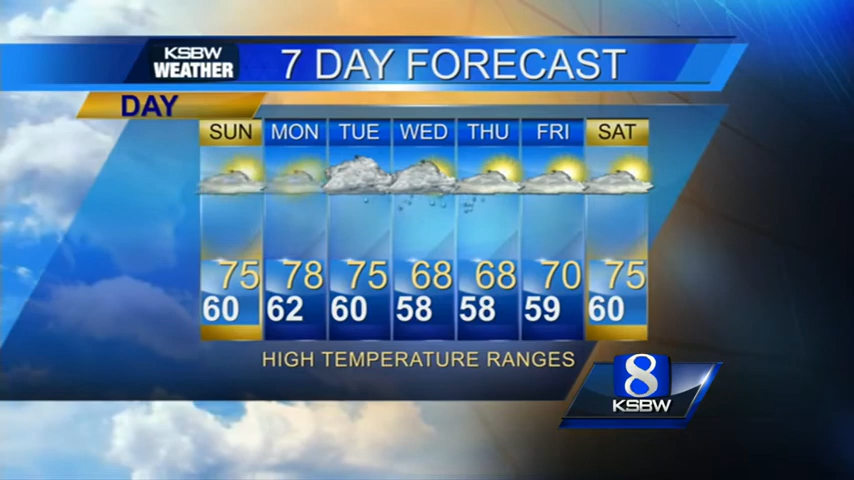 KSBW
WEATHER
7 DAY FORECAST
DAY
SUN MON TUE WED THU FRI SAT
75 78 75 68 68 70 75
60 62 60 58 58 59 60
HIGH TEMPERATURE RANGES
8
KSBW